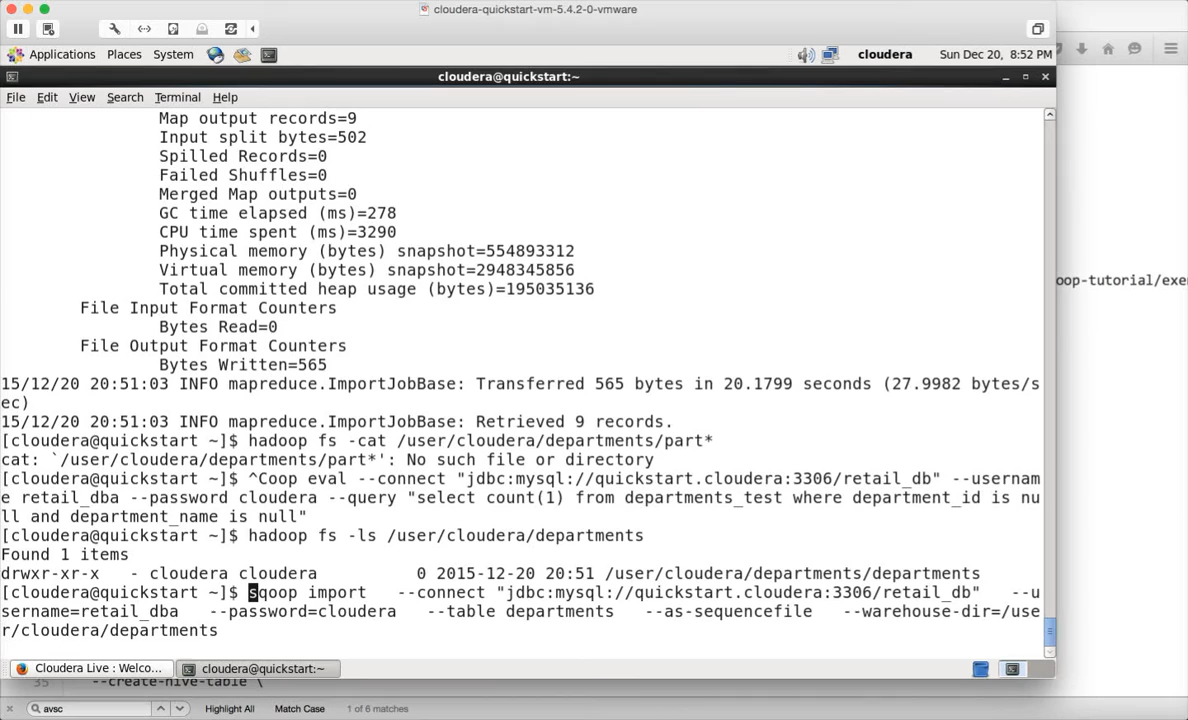 cloudera-quickstart-vm-5.4.2-0-vmware
Applications Places System cloudera Sun Dec 20, 8:52 PM
cloudera@quickstart:~
File Edit View Search Terminal Help
Map output records=9
Input split bytes=502
Spilled Records=0
Failed Shuffles=0
Merged Map outputs=0
GC time elapsed (ms)=278
CPU time spent (ms)=3290
Physical memory (bytes) snapshot=554893312
Virtual memory (bytes) snapshot=2948345856
Total committed heap usage (bytes)=195035136
File Input Format Counters
Bytes Read=0
File Output Format Counters
Bytes Written=565
15/12/20 20:51:03 INFO mapreduce.ImportJobBase: Transferred 565 bytes in 20.1799 seconds (27.9982 bytes/s
ec)
15/12/20 20:51:03 INFO mapreduce.ImportJobBase: Retrieved 9 records.
[cloudera@quickstart ~]$ hadoop fs -cat /user/cloudera/departments/part*
cat: `/user/cloudera/departments/part*': No such file or directory
[cloudera@quickstart ~]$ ^Coop eval --connect "jdbc:mysql://quickstart.cloudera:3306/retail_db" --usernam
e retail_dba --password cloudera --query "select count(1) from departments_test where department_id is nu
ll and department_name is null"
[cloudera@quickstart ~]$ hadoop fs -ls /user/cloudera/departments
Found 1 items
drwxr-xr-x - cloudera cloudera 0 2015-12-20 20:51 /user/cloudera/departments/departments
[cloudera@quickstart ~]$ sqoop import --connect "jdbc:mysql://quickstart.cloudera:3306/retail_db" --u
sername=retail_dba --password=cloudera --table departments --as-sequencefile --warehouse-dir=/use
r/cloudera/departments
oop-tutorial/exe
Cloudera Live : Welco... cloudera@quickstart:~
35 --create-hive-table \
avsc Highlight All Match Case 1 of 6 matches